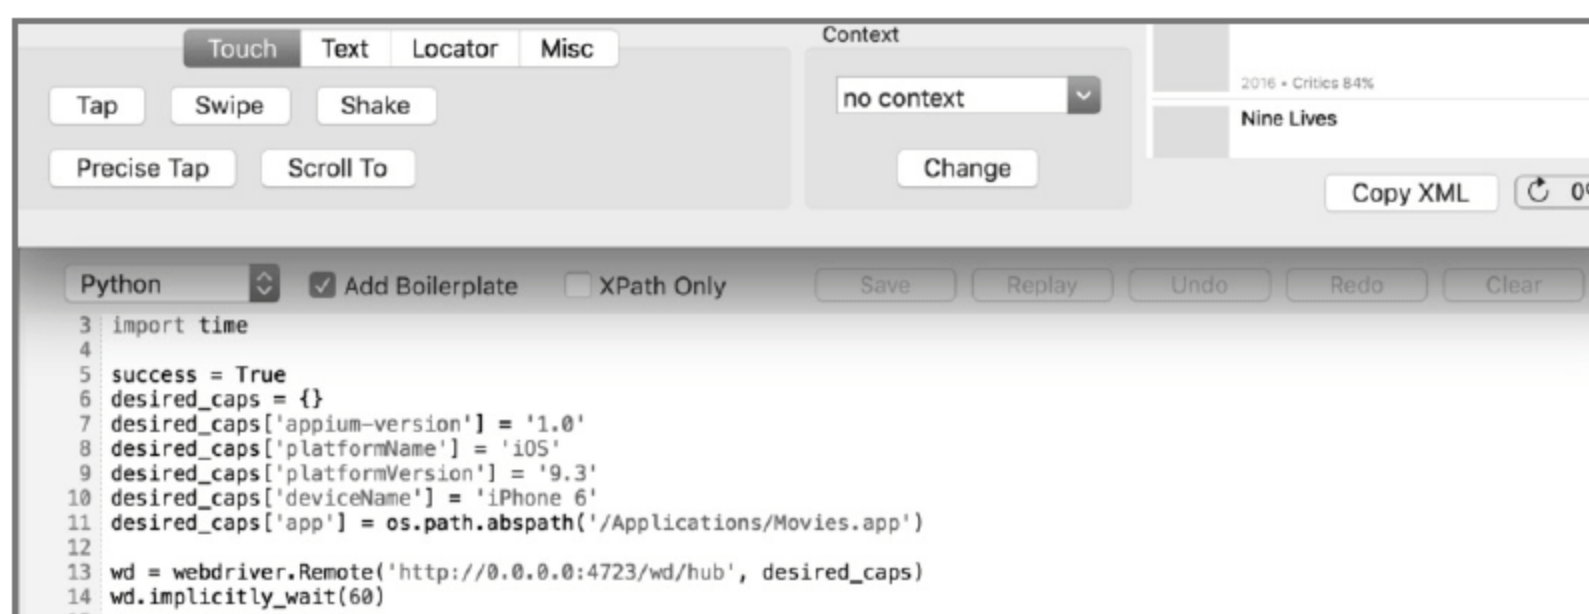 Touch Text Locator Misc
Context
2016 • Critics 84%
Tap Swipe Shake
no context
Nine Lives
Precise Tap Scroll To
Change
Copy XML
Python Add Boilerplate XPath Only Save Replay Undo Redo Clear
3 import time
4
5 success = True
6 desired_caps = {}
7 desired_caps['appium-version'] = '1.0'
8 desired_caps['platformName'] = 'iOS'
9 desired_caps['platformVersion'] = '9.3'
10 desired_caps['deviceName'] = 'iPhone 6'
11 desired_caps['app'] = os.path.abspath('/Applications/Movies.app')
12
13 wd = webdriver.Remote('http://0.0.0.0:4723/wd/hub', desired_caps)
14 wd.implicitly_wait(60)